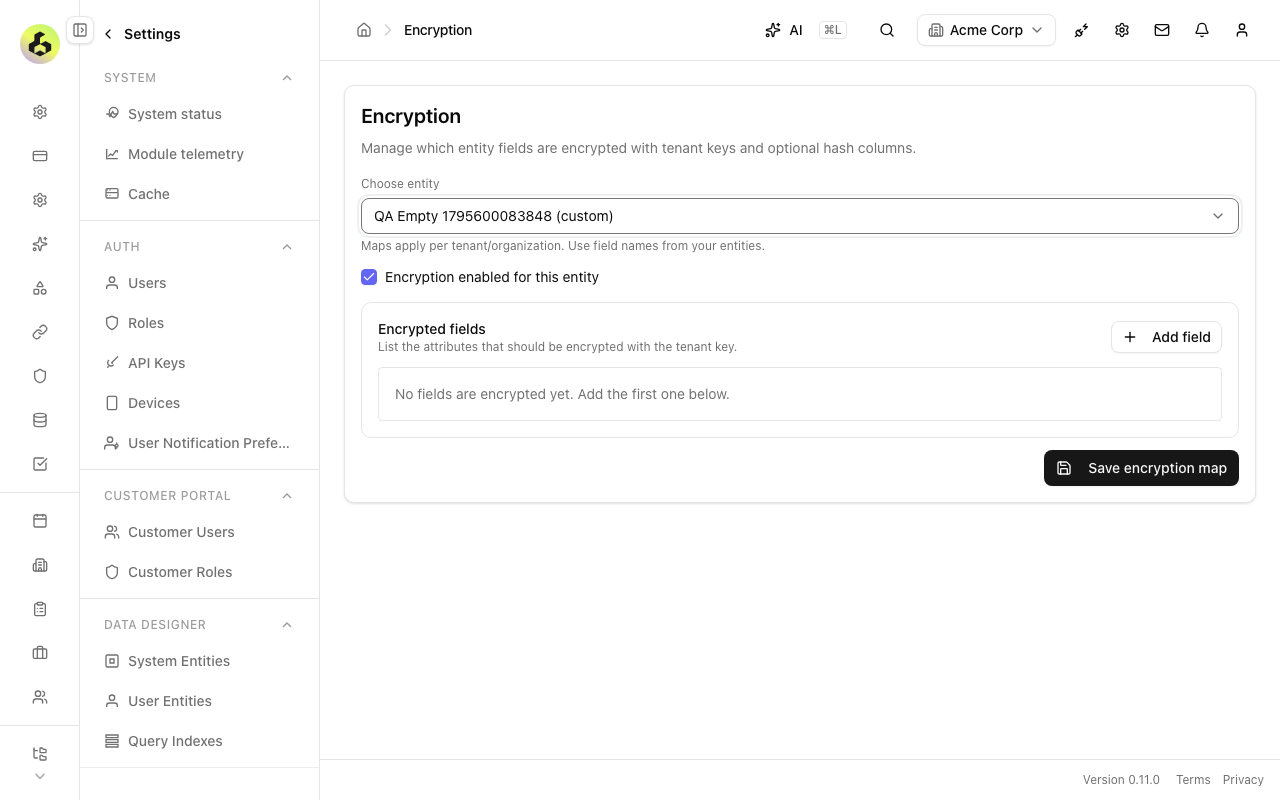 Settings
SYSTEM
System status
Module telemetry
Cache
AUTH
Users
Roles
API Keys
Devices
User Notification Prefe...
CUSTOMER PORTAL
Customer Users
Customer Roles
DATA DESIGNER
System Entities
User Entities
Query Indexes
Encryption
AI
⌘L
Acme Corp
Encryption
Manage which entity fields are encrypted with tenant keys and optional hash columns.
Choose entity
QA Empty 1795600083848 (custom)
Maps apply per tenant/organization. Use field names from your entities.
Encryption enabled for this entity
Encrypted fields
List the attributes that should be encrypted with the tenant key.
Add field
No fields are encrypted yet. Add the first one below.
Save encryption map
Version 0.11.0
Terms
Privacy